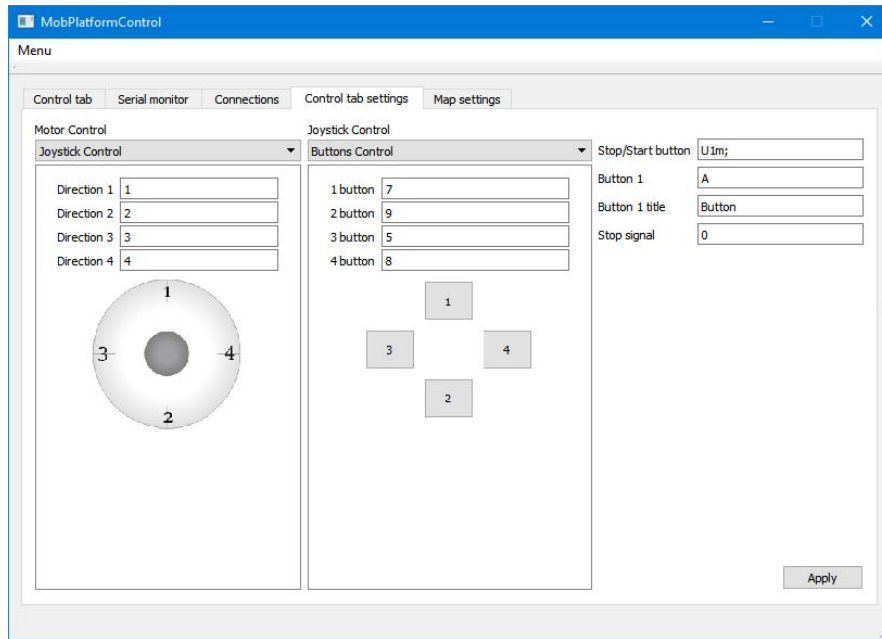 MobPlatformControl
Menu
Control tab Serial monitor Connections Control tab settings Map settings
Motor Control
Joystick Control
Direction 1 1
Direction 2 2
Direction 3 3
Direction 4 4
1
3 4
2
Joystick Control
Buttons Control
1 button 7
2 button 9
3 button 5
4 button 8
1
3 4
2
Stop/Start button U1m;
Button 1 A
Button 1 title Button
Stop signal 0
Apply